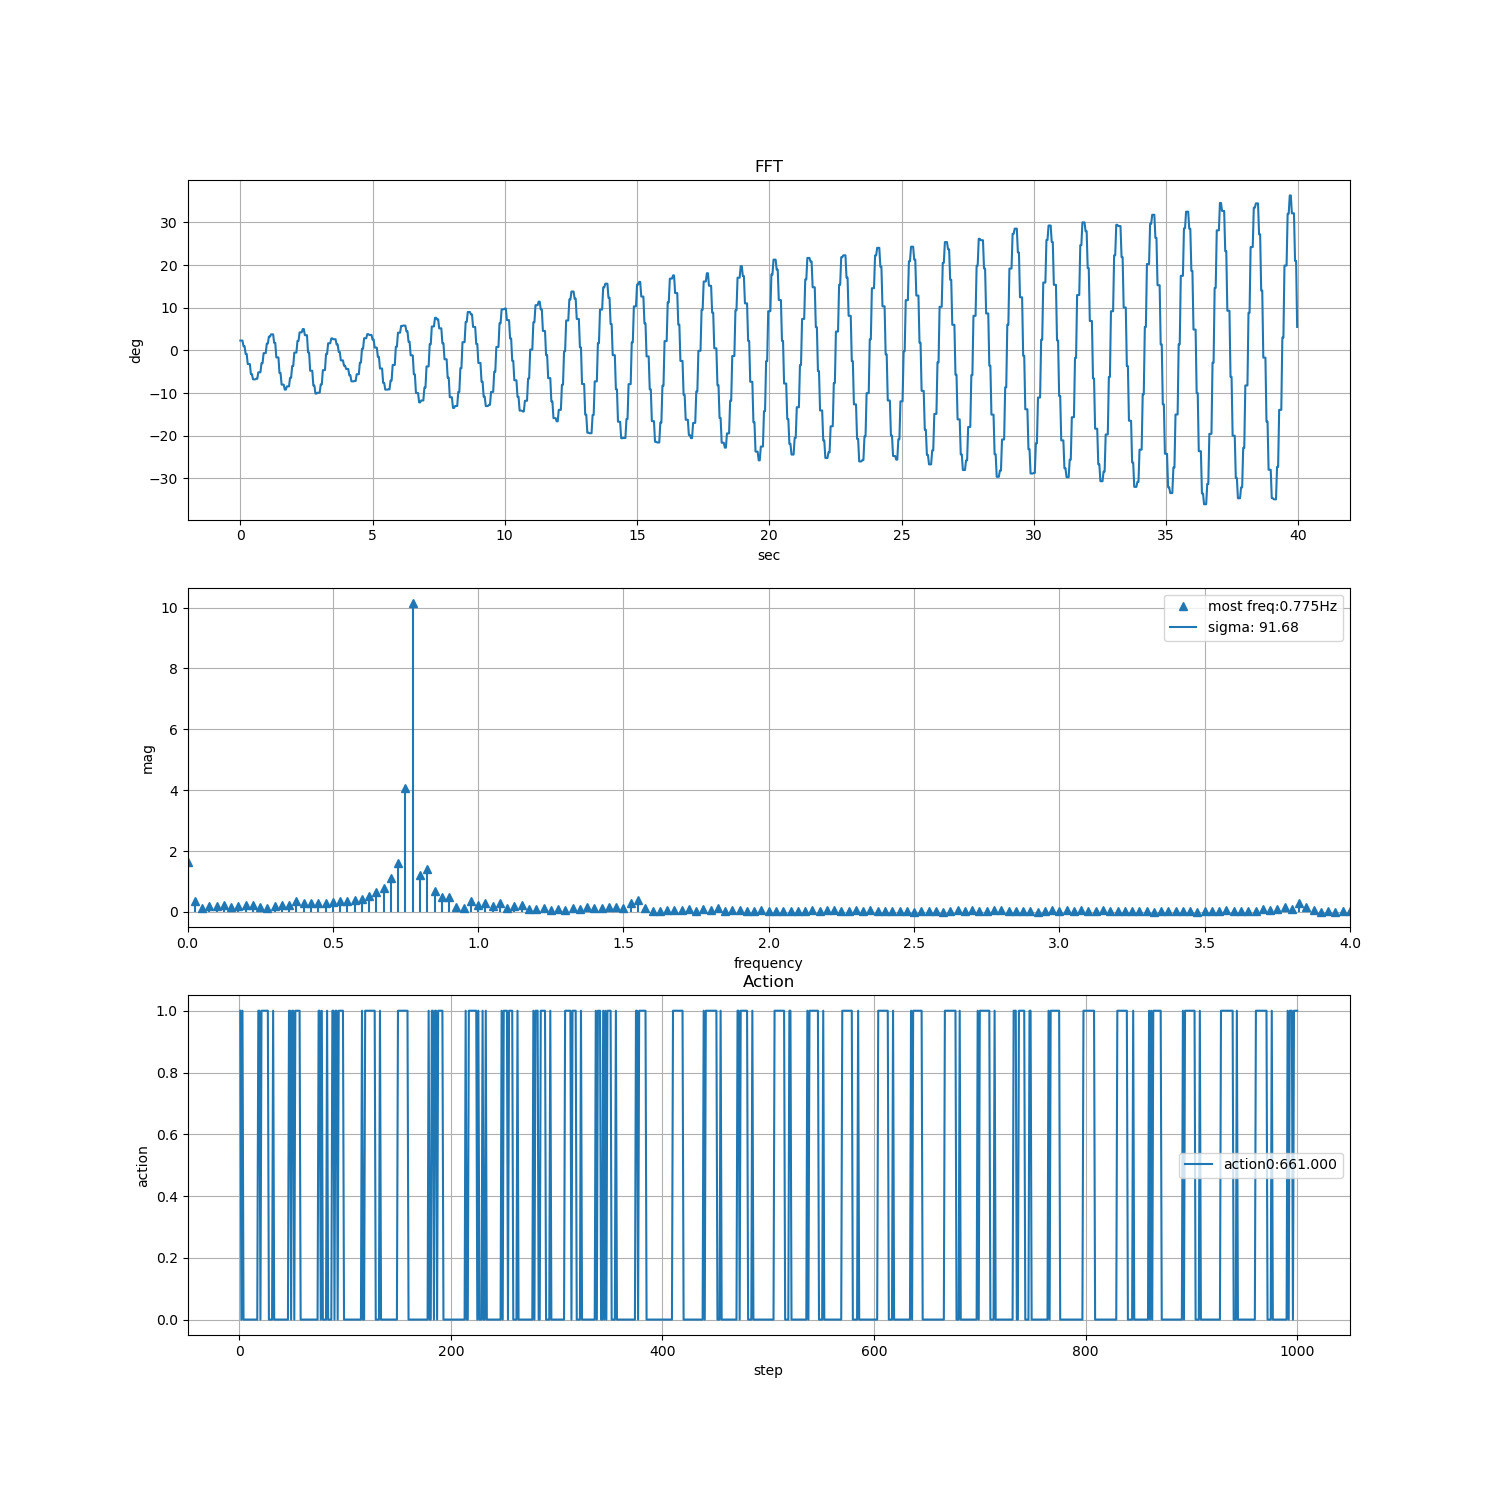 FFT
30
20
10
0
−10
−20
−30
deg
0 5 10 15 20 25 30 35 40
sec
10
8
6
4
2
0
mag
most freq:0.775Hz
sigma: 91.68
0.0 0.5 1.0 1.5 2.0 2.5 3.0 3.5 4.0
frequency
Action
1.0
0.8
0.6
0.4
0.2
0.0
action
action0:661.000
0 200 400 600 800 1000
step